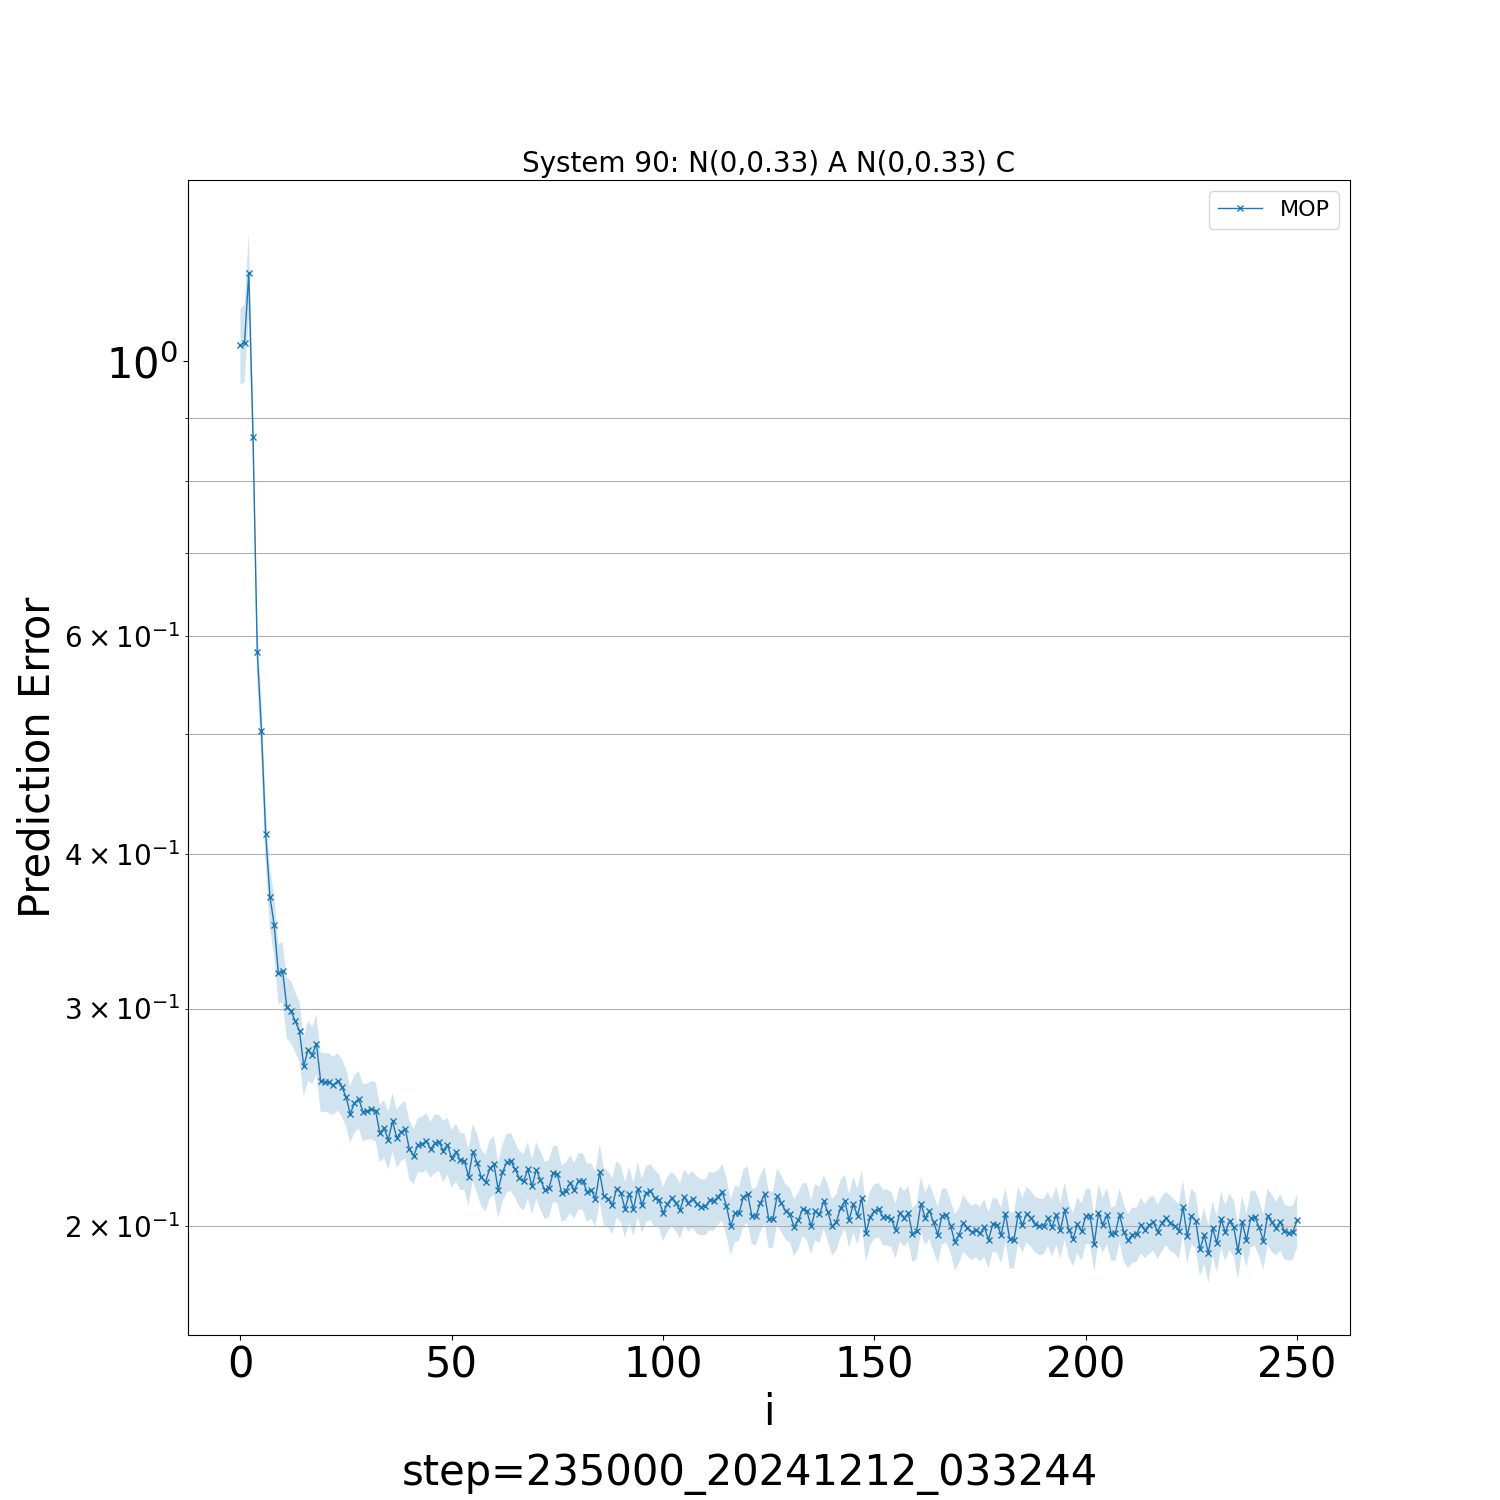 System 90: N(0,0.33) A N(0,0.33) C
MOP
10⁰
6 × 10⁻¹
4 × 10⁻¹
3 × 10⁻¹
2 × 10⁻¹
Prediction Error
0 50 100 150 200 250
i
step=235000_20241212_033244